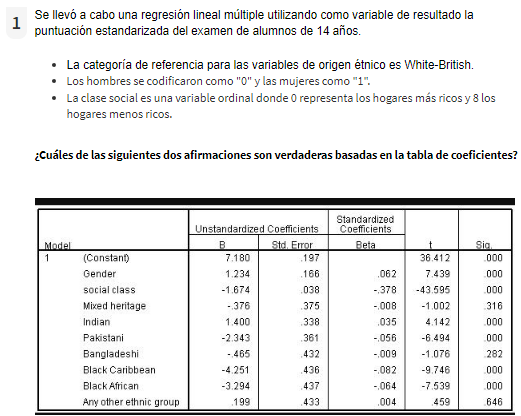 1
Se llevó a cabo una regresión lineal múltiple utilizando como variable de resultado la
puntuación estandarizada del examen de alumnos de 14 años.
• La categoría de referencia para las variables de origen étnico es White-British.
• Los hombres se codificaron como "0" y las mujeres como "1".
• La clase social es una variable ordinal donde 0 representa los hogares más ricos y 8 los
hogares menos ricos.
¿Cuáles de las siguientes dos afirmaciones son verdaderas basadas en la tabla de coeficientes?
Unstandardized Coefficients Standardized Coefficients
Model B Std. Error Beta t Sig.
1 (Constant) 7.180 .197 36.412 .000
Gender 1.234 .166 .062 7.439 .000
social class -1.674 .038 -.378 -43.595 .000
Mixed heritage -.376 .375 -.008 -1.002 .316
Indian 1.400 .338 .035 4.142 .000
Pakistani -2.343 .361 -.056 -6.494 .000
Bangladeshi -.465 .432 -.009 -1.076 .282
Black Caribbean -4.251 .436 -.082 -9.746 .000
Black African -3.294 .437 -.064 -7.539 .000
Any other ethnic group .199 .433 .004 .459 .646